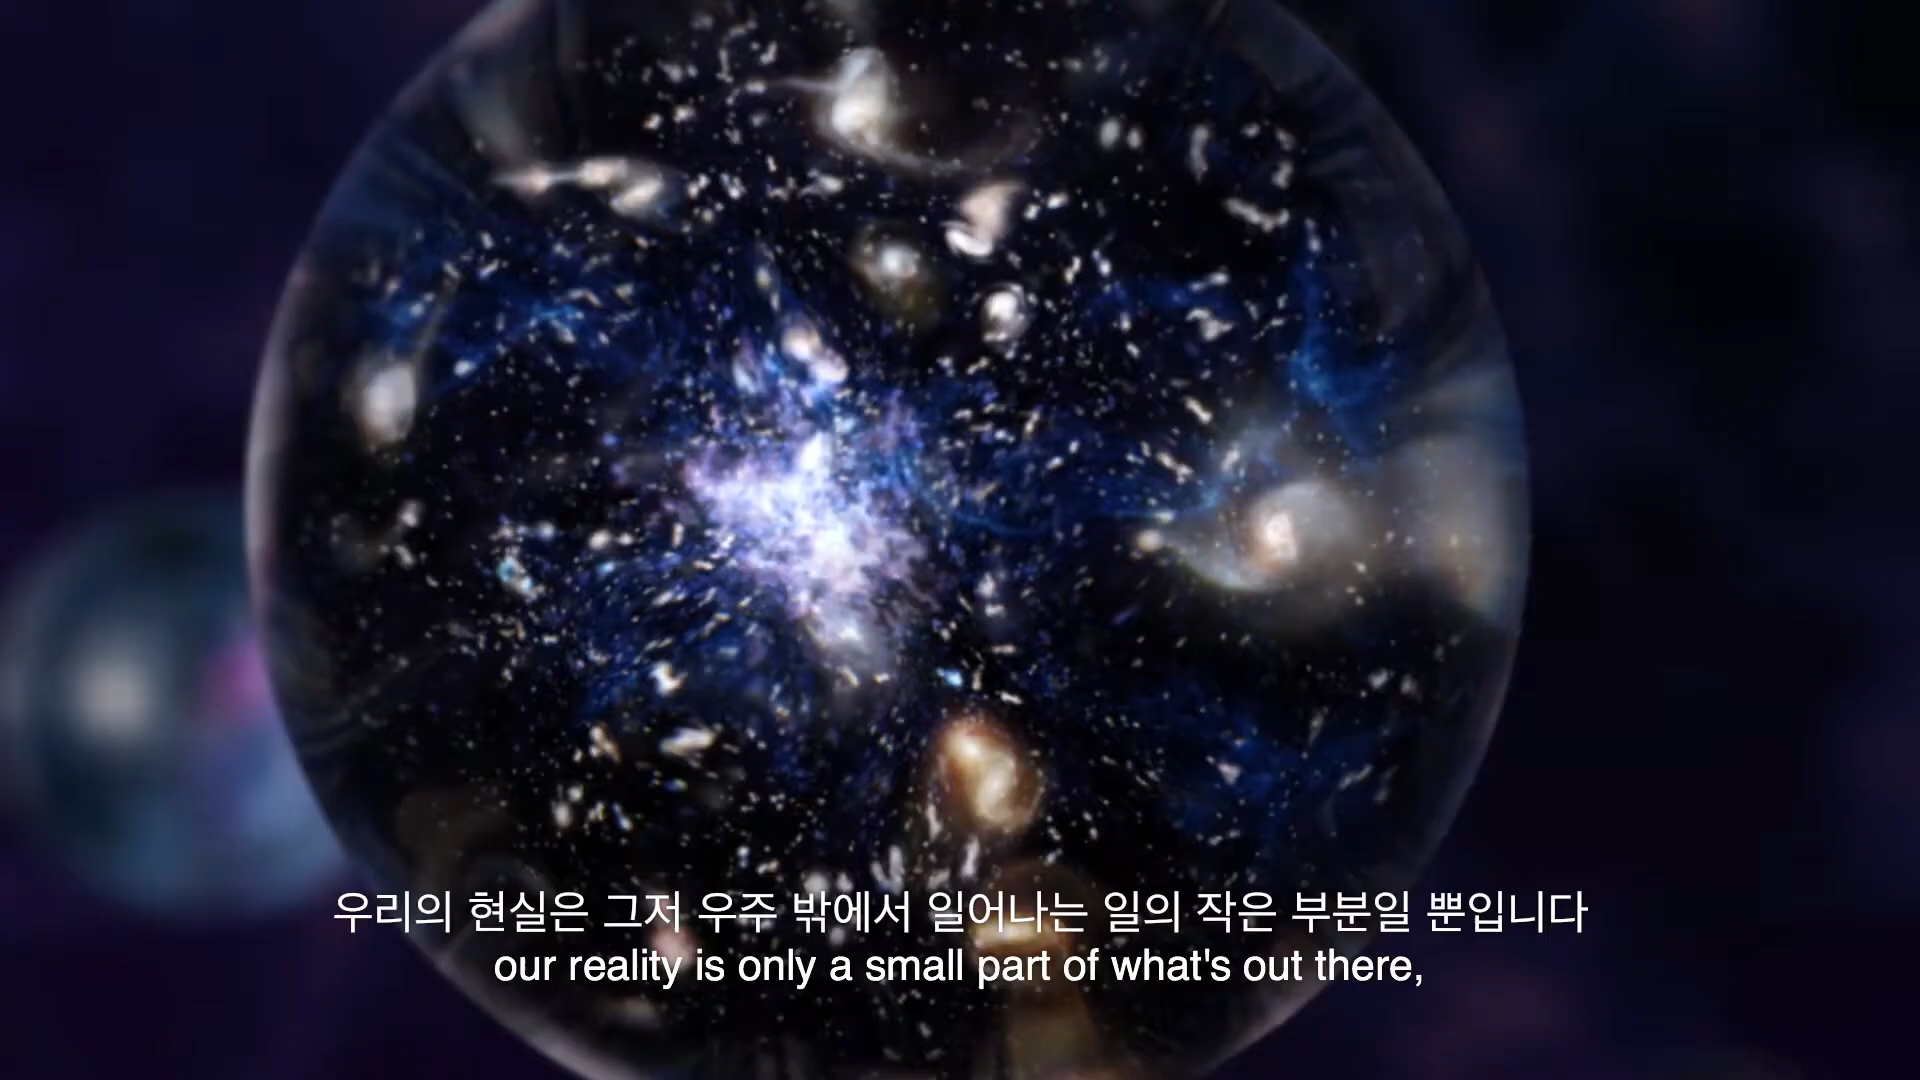 우리의 현실은 그저 우주 밖에서 일어나는 일의 작은 부분일 뿐입니다
our reality is only a small part of what's out there,